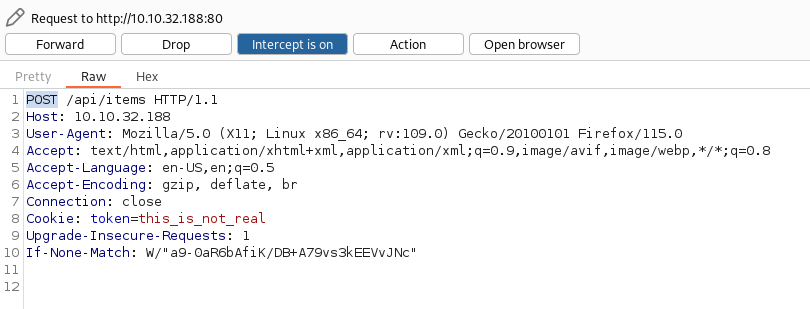 Request to http://10.10.32.188:80
Forward Drop Intercept is on Action Open browser
Pretty Raw Hex
1 POST /api/items HTTP/1.1
2 Host: 10.10.32.188
3 User-Agent: Mozilla/5.0 (X11; Linux x86_64; rv:109.0) Gecko/20100101 Firefox/115.0
4 Accept: text/html,application/xhtml+xml,application/xml;q=0.9,image/avif,image/webp,*/*;q=0.8
5 Accept-Language: en-US,en;q=0.5
6 Accept-Encoding: gzip, deflate, br
7 Connection: close
8 Cookie: token=this_is_not_real
9 Upgrade-Insecure-Requests: 1
10 If-None-Match: W/"a9-0aR6bAfiK/DB+A79vs3kEEVvJNc"
11
12